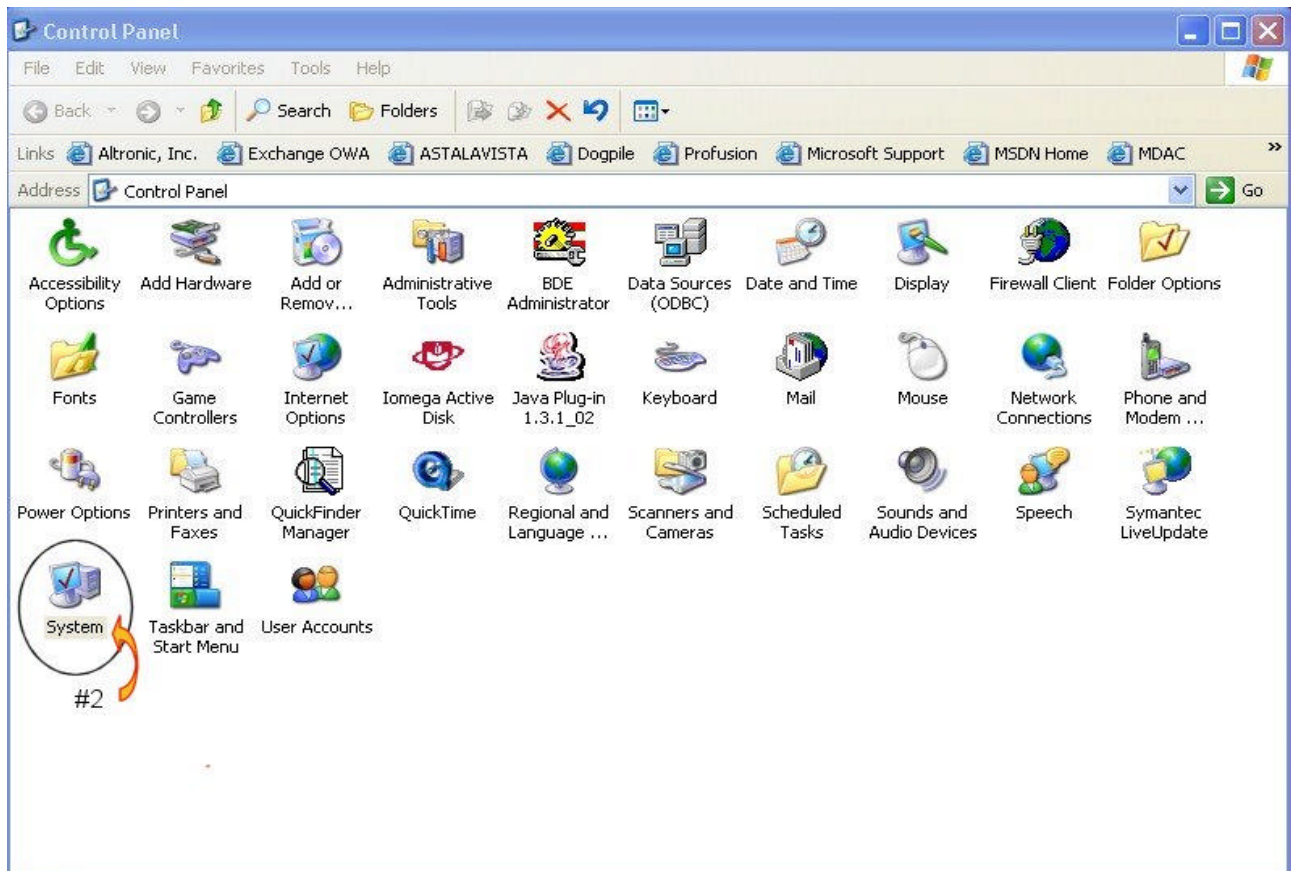 Control Panel
File Edit View Favorites Tools Help
Back Search Folders
Links Altronic, Inc. Exchange OWA ASTALAVISTA Dogpile Profusion Microsoft Support MSDN Home MDAC »
Address Control Panel Go
Accessibility Add Hardware Add or Administrative BDE Data Sources Date and Time Display Firewall Client Folder Options
Options Remov... Tools Administrator (ODBC)
Fonts Game Internet Iomega Active Java Plug-in Keyboard Mail Mouse Network Phone and
Controllers Options Disk 1.3.1_02 Connections Modem ...
Power Options Printers and QuickFinder QuickTime Regional and Scanners and Scheduled Sounds and Speech Symantec
Faxes Manager Language ... Cameras Tasks Audio Devices LiveUpdate
System Taskbar and User Accounts
Start Menu
#2